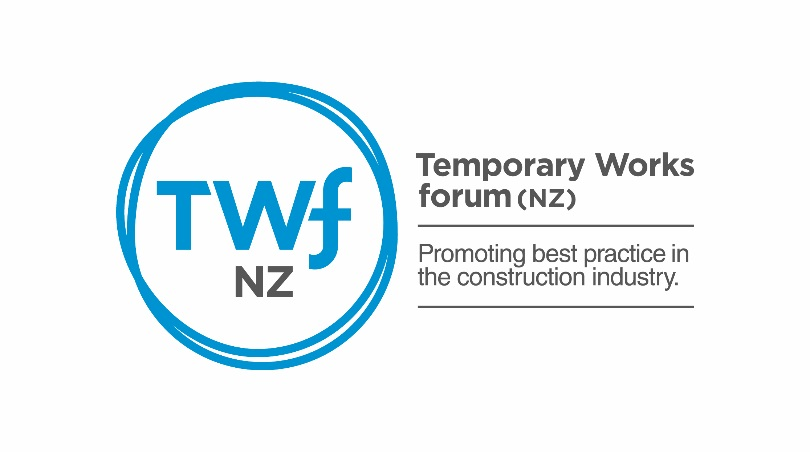 TWf
NZ
Temporary Works
forum (NZ)
Promoting best practice in
the construction industry.